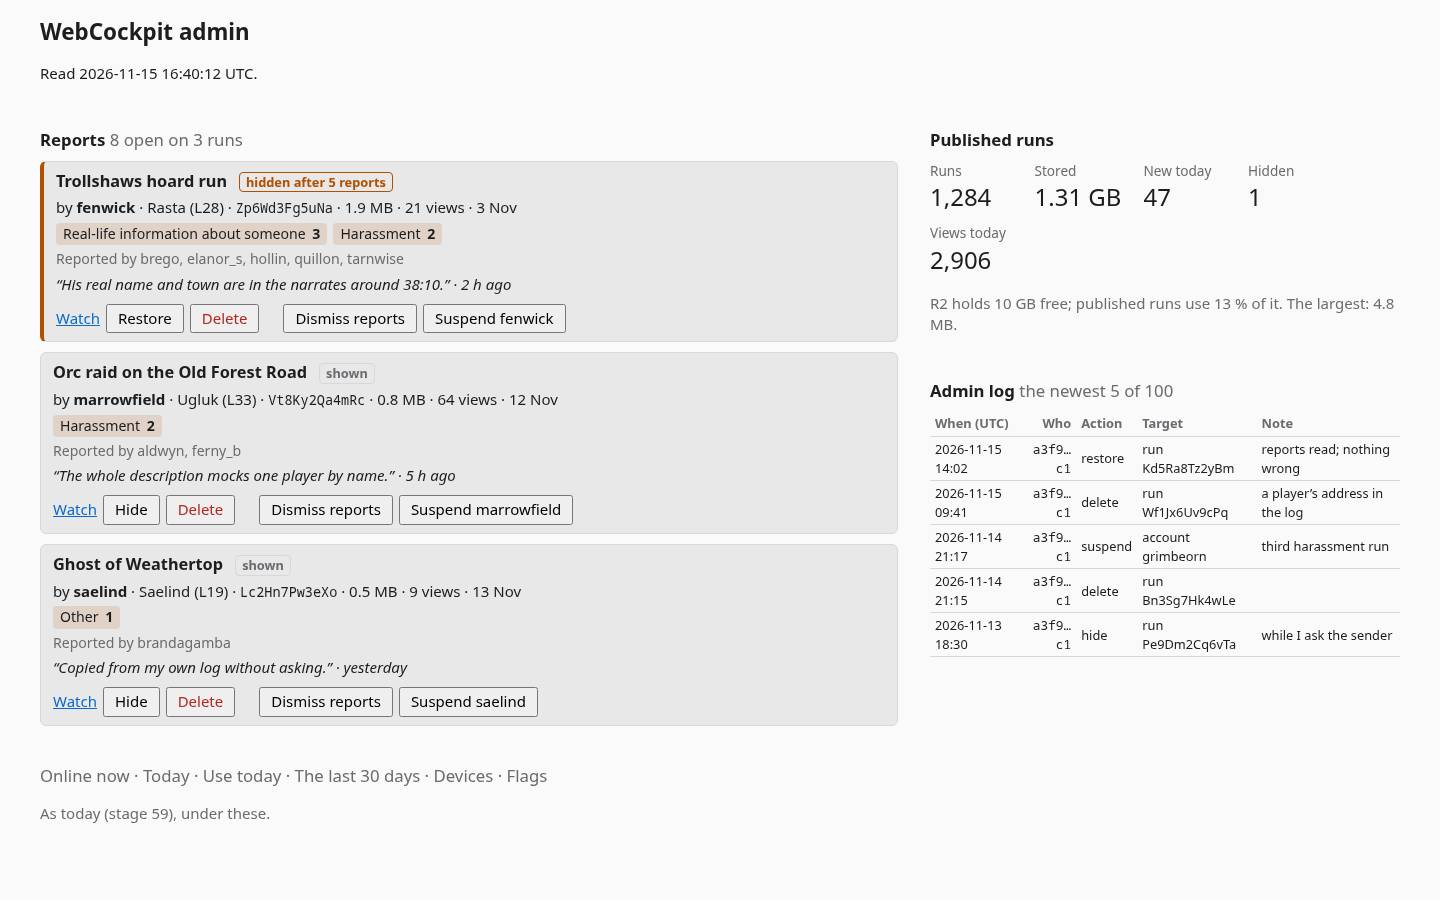 WebCockpit admin
Read 2026-11-15 16:40:12 UTC.
Reports 8 open on 3 runs
Trollshaws hoard run hidden after 5 reports
by fenwick · Rasta (L28) · Zp6Wd3Fg5uNa · 1.9 MB · 21 views · 3 Nov
Real-life information about someone 3 Harassment 2
Reported by brego, elanor_s, hollin, quillon, tarnwise
“His real name and town are in the narrates around 38:10.” · 2 h ago
Watch Restore Delete Dismiss reports Suspend fenwick
Orc raid on the Old Forest Road shown
by marrowfield · Ugluk (L33) · Vt8Ky2Qa4mRc · 0.8 MB · 64 views · 12 Nov
Harassment 2
Reported by aldwyn, ferny_b
“The whole description mocks one player by name.” · 5 h ago
Watch Hide Delete Dismiss reports Suspend marrowfield
Ghost of Weathertop shown
by saelind · Saelind (L19) · Lc2Hn7Pw3eXo · 0.5 MB · 9 views · 13 Nov
Other 1
Reported by brandagamba
“Copied from my own log without asking.” · yesterday
Watch Hide Delete Dismiss reports Suspend saelind
Online now · Today · Use today · The last 30 days · Devices · Flags
As today (stage 59), under these.
Published runs
Runs Stored New today Hidden
1,284 1.31 GB 47 1
Views today
2,906
R2 holds 10 GB free; published runs use 13 % of it. The largest: 4.8
MB.
Admin log the newest 5 of 100
When (UTC) Who Action Target Note
2026-11-15 14:02 a3f9…c1 restore run Kd5Ra8Tz2yBm reports read; nothing wrong
2026-11-15 09:41 a3f9…c1 delete run Wf1Jx6Uv9cPq a player’s address in the log
2026-11-14 21:17 a3f9…c1 suspend account grimbeorn third harassment run
2026-11-14 21:15 a3f9…c1 delete run Bn3Sg7Hk4wLe
2026-11-13 18:30 a3f9…c1 hide run Pe9Dm2Cq6vTa while I ask the sender